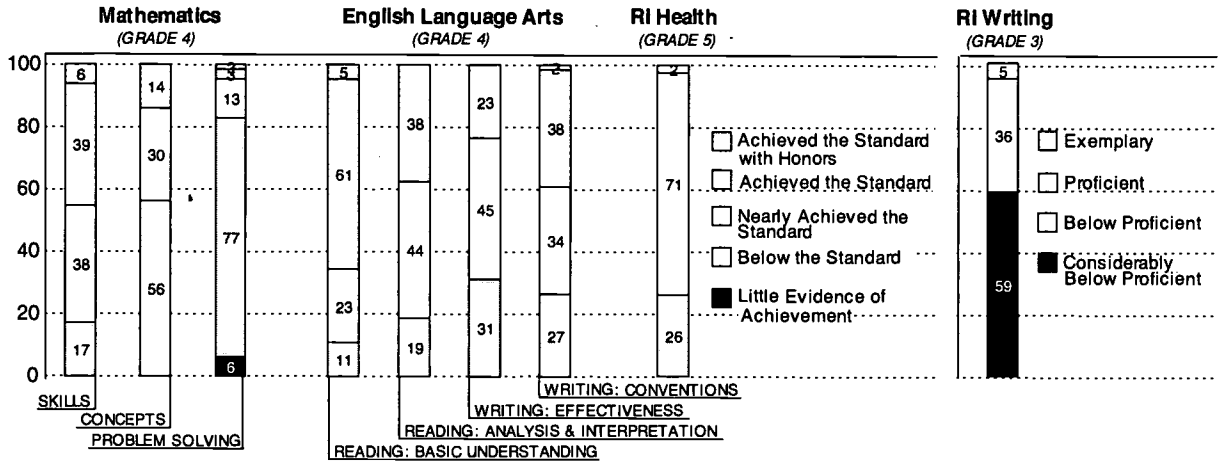 Mathematics
(GRADE 4)
English Language Arts
(GRADE 4)
RI Health
(GRADE 5)
RI Writing
(GRADE 3)
100
80
60
40
20
0
6
39
38
17
14
30
56
3
13
77
6
5
61
23
11
38
44
19
23
45
31
2
38
34
27
2
71
26
Achieved the Standard
with Honors
Achieved the Standard
Nearly Achieved the
Standard
Below the Standard
Little Evidence of
Achievement
5
36
59
Exemplary
Proficient
Below Proficient
Considerably
Below Proficient
SKILLS
CONCEPTS
PROBLEM SOLVING
WRITING: CONVENTIONS
WRITING: EFFECTIVENESS
READING: ANALYSIS & INTERPRETATION
READING: BASIC UNDERSTANDING